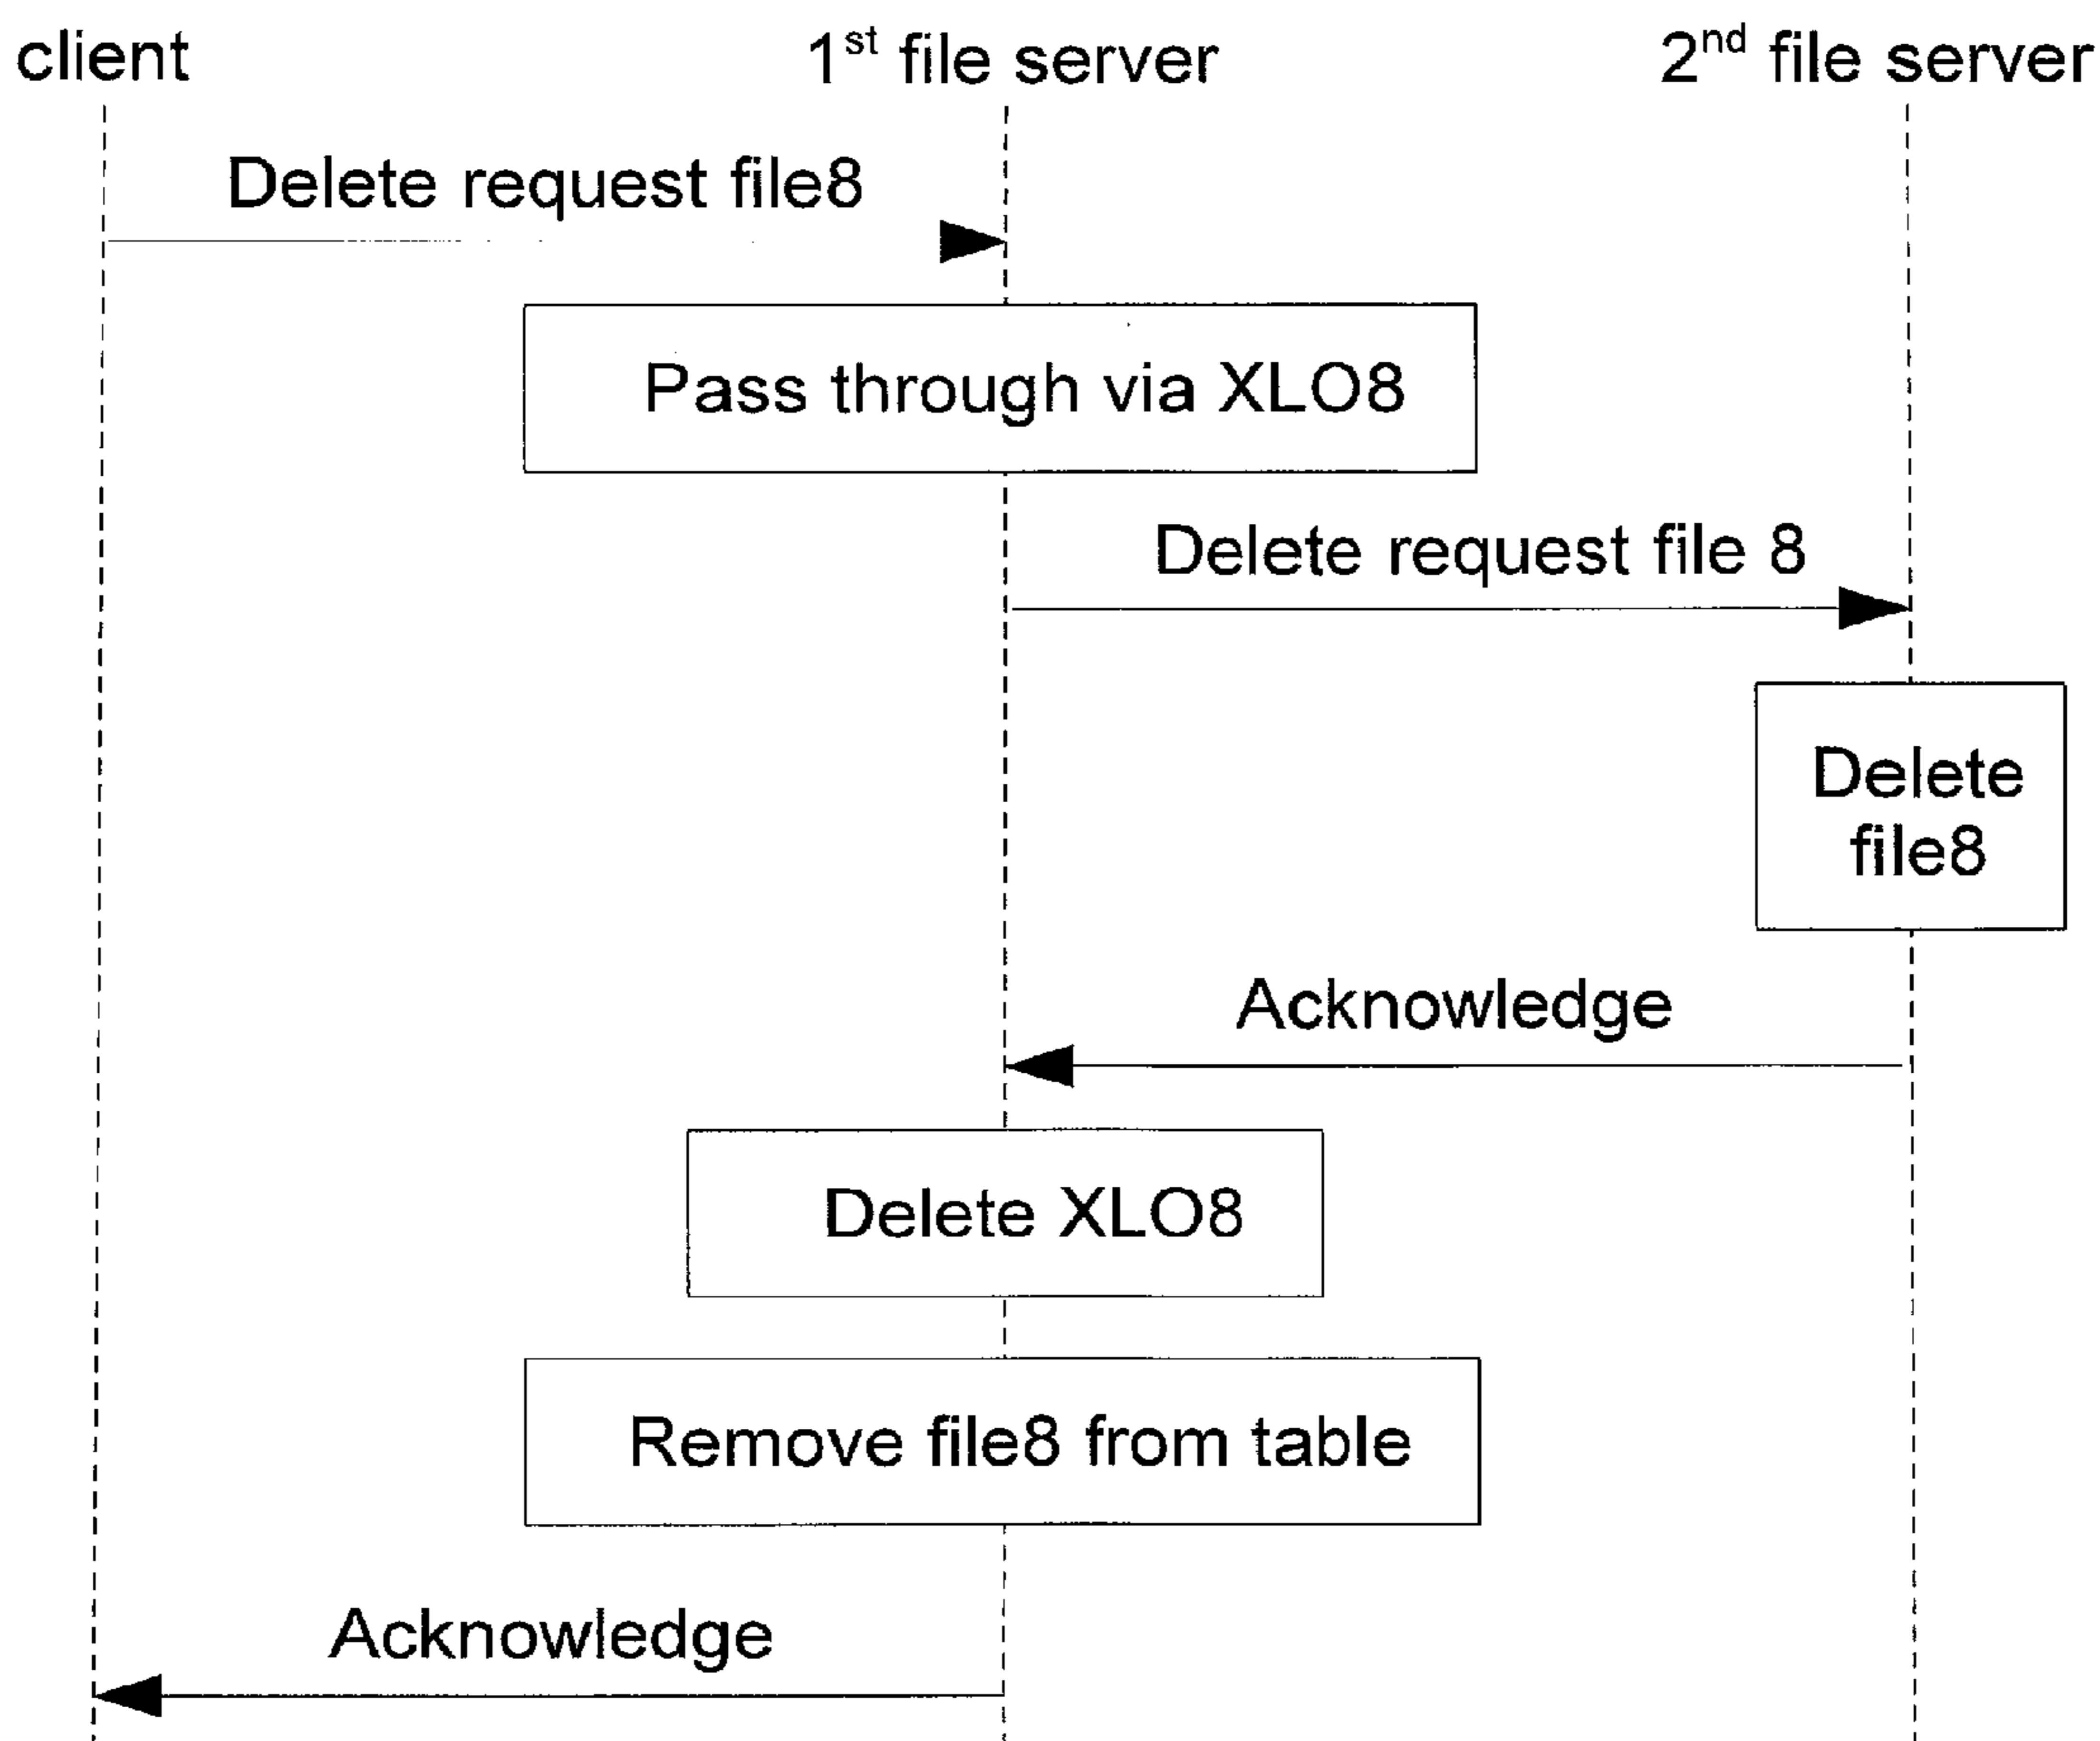 client
1st file server
2nd file server
Delete request file8
Pass through via XLO8
Delete request file 8
Delete
file8
Acknowledge
Delete XLO8
Remove file8 from table
Acknowledge